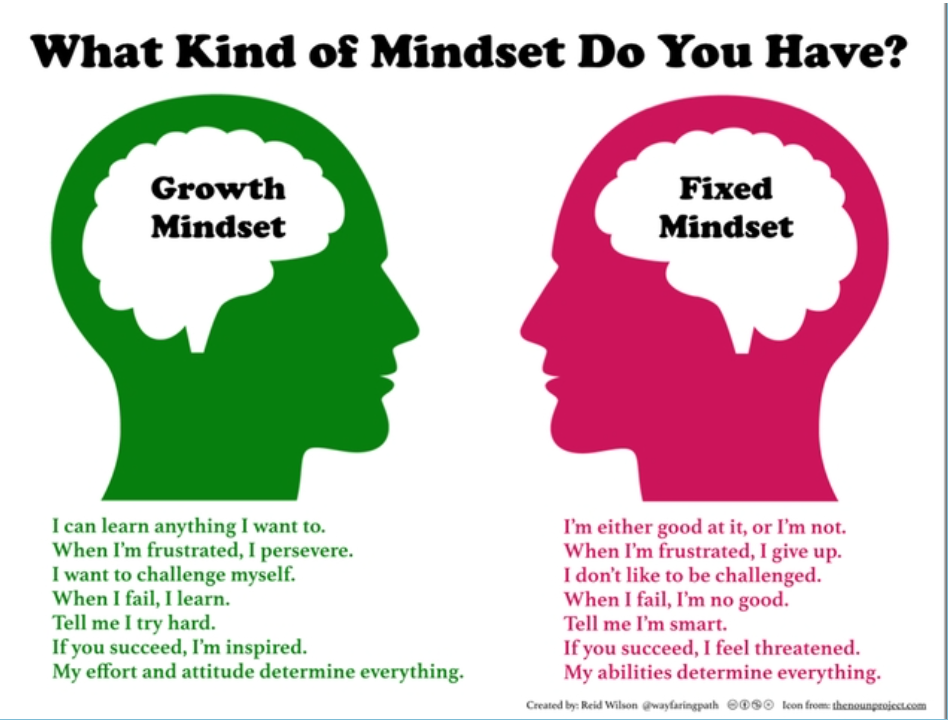 What Kind of Mindset Do You Have?
Growth
Mindset
Fixed
Mindset
I can learn anything I want to.
When I'm frustrated, I persevere.
I want to challenge myself.
When I fail, I learn.
Tell me I try hard.
If you succeed, I'm inspired.
My effort and attitude determine everything.
I'm either good at it, or I'm not.
When I'm frustrated, I give up.
I don't like to be challenged.
When I fail, I'm no good.
Tell me I'm smart.
If you succeed, I feel threatened.
My abilities determine everything.
Created by: Reid Wilson @wayfaringpath Icon from: thenounproject.com